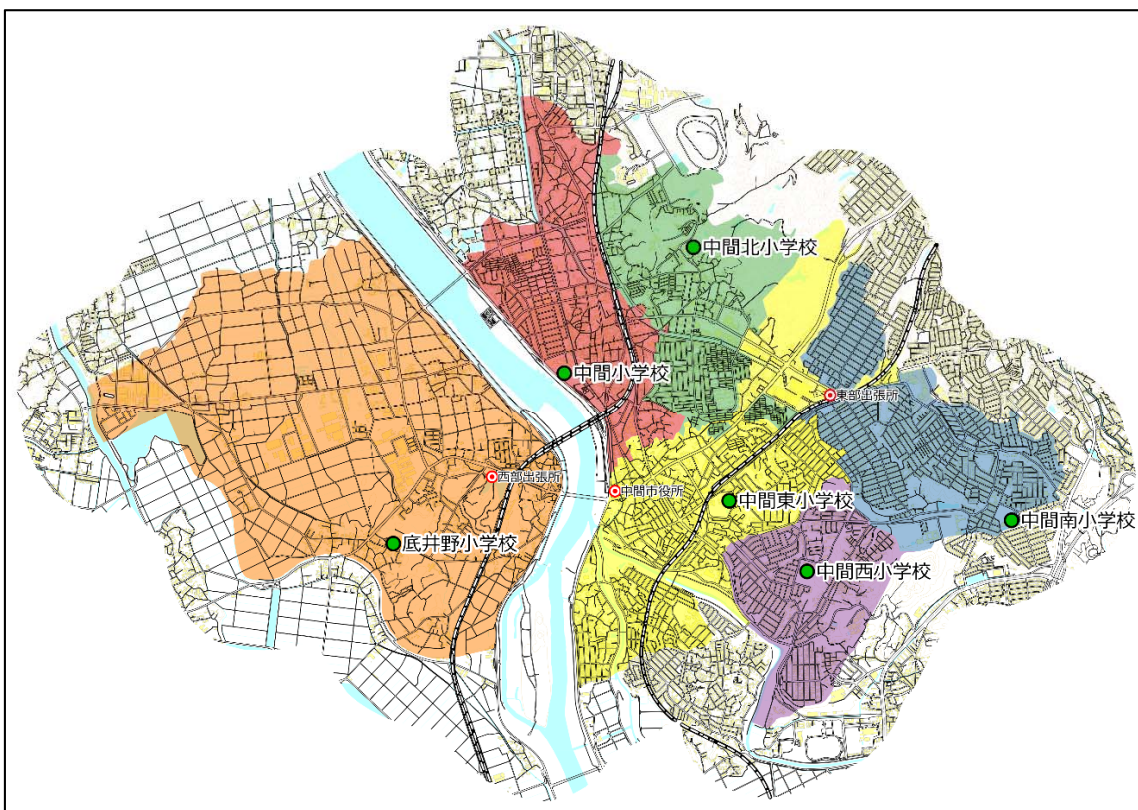 中間北小学校
中間小学校
東部出張所
西部出張所
中間市役所
中間東小学校
中間南小学校
底井野小学校
中間西小学校